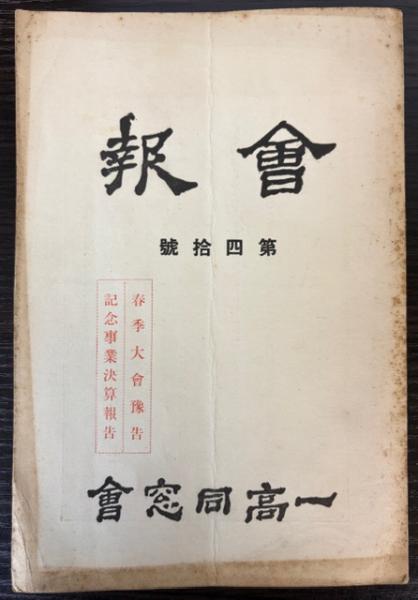 會報
第四拾號
春季大會豫告
記念事業決算報告
一高同窓會